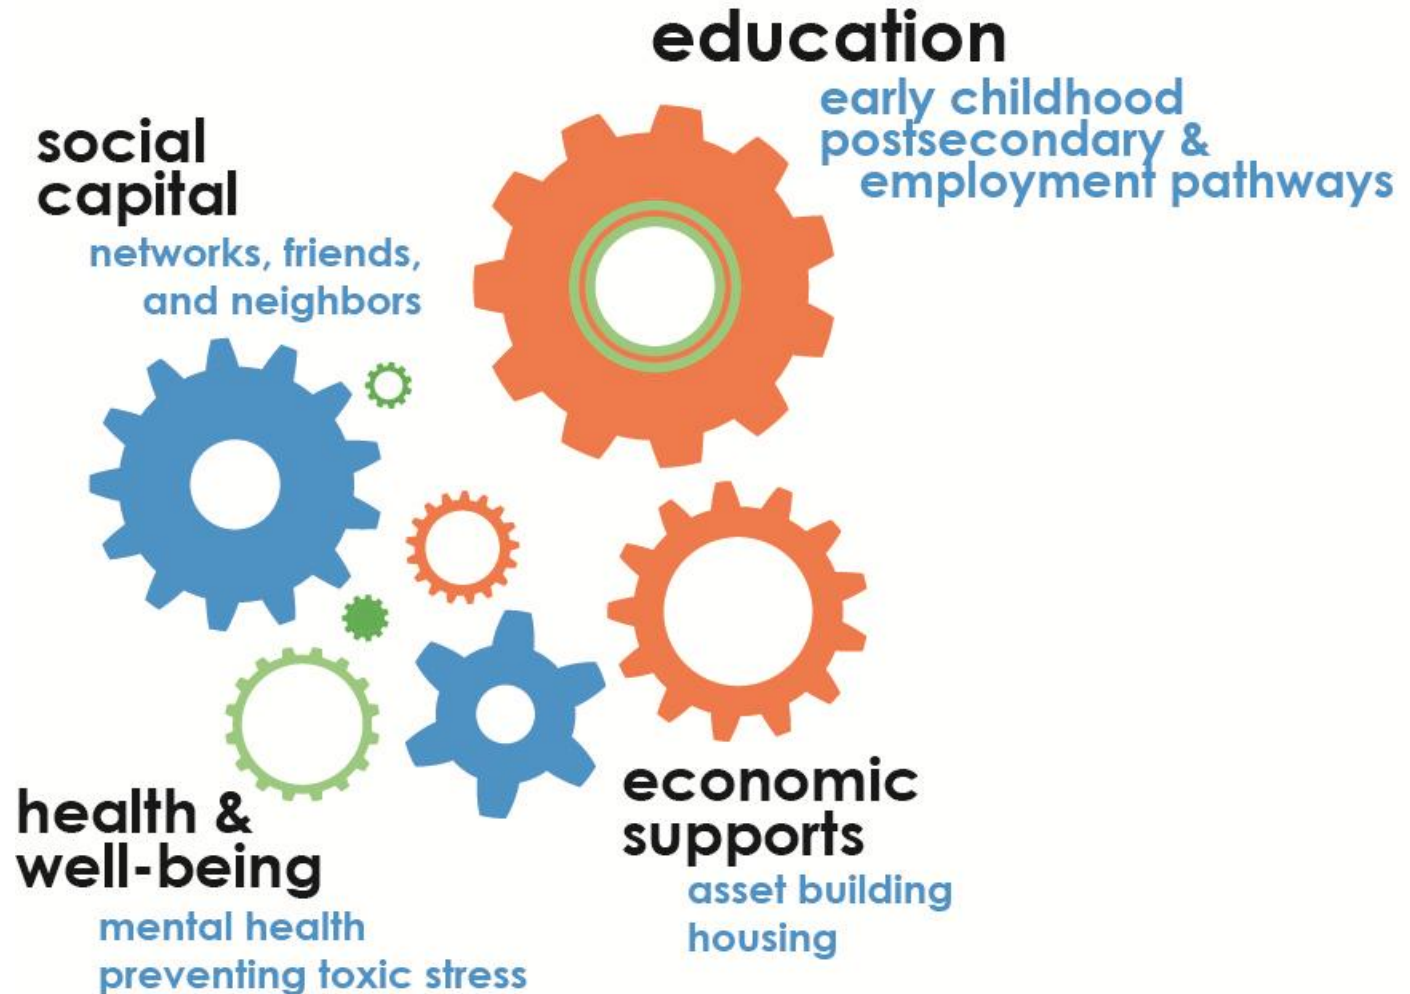 education
early childhood
postsecondary &
employment pathways
social
capital
networks, friends,
and neighbors
health &
well-being
mental health
preventing toxic stress
economic
supports
asset building
housing